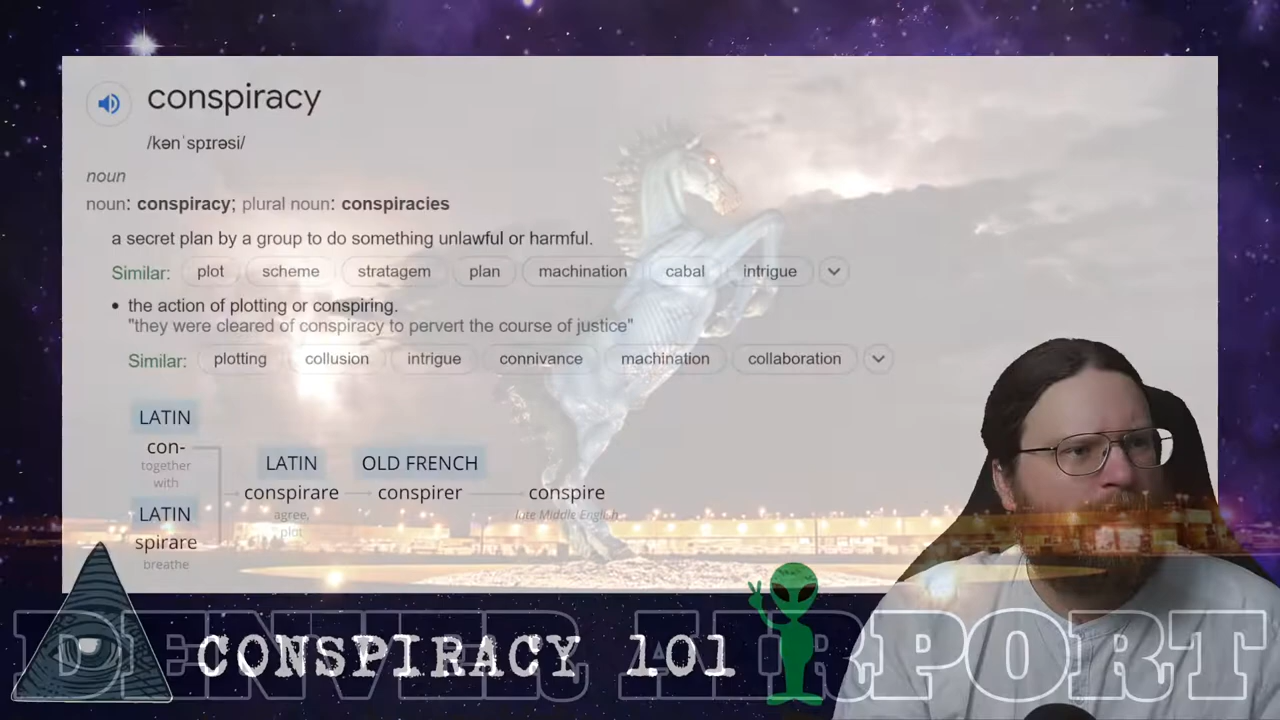 conspiracy
/kənˈspɪrəsi/
noun
noun: conspiracy; plural noun: conspiracies
a secret plan by a group to do something unlawful or harmful.
Similar: plot scheme stratagem plan machination cabal intrigue
• the action of plotting or conspiring.
"they were cleared of conspiracy to pervert the course of justice"
Similar: plotting collusion intrigue connivance machination collaboration
LATIN
con-
together
with
LATIN
spirare
breathe
LATIN
conspirare
agree,
plot
OLD FRENCH
conspirer
conspire
late Middle English
CONSPIRACY 101
DENVER AIRPORT